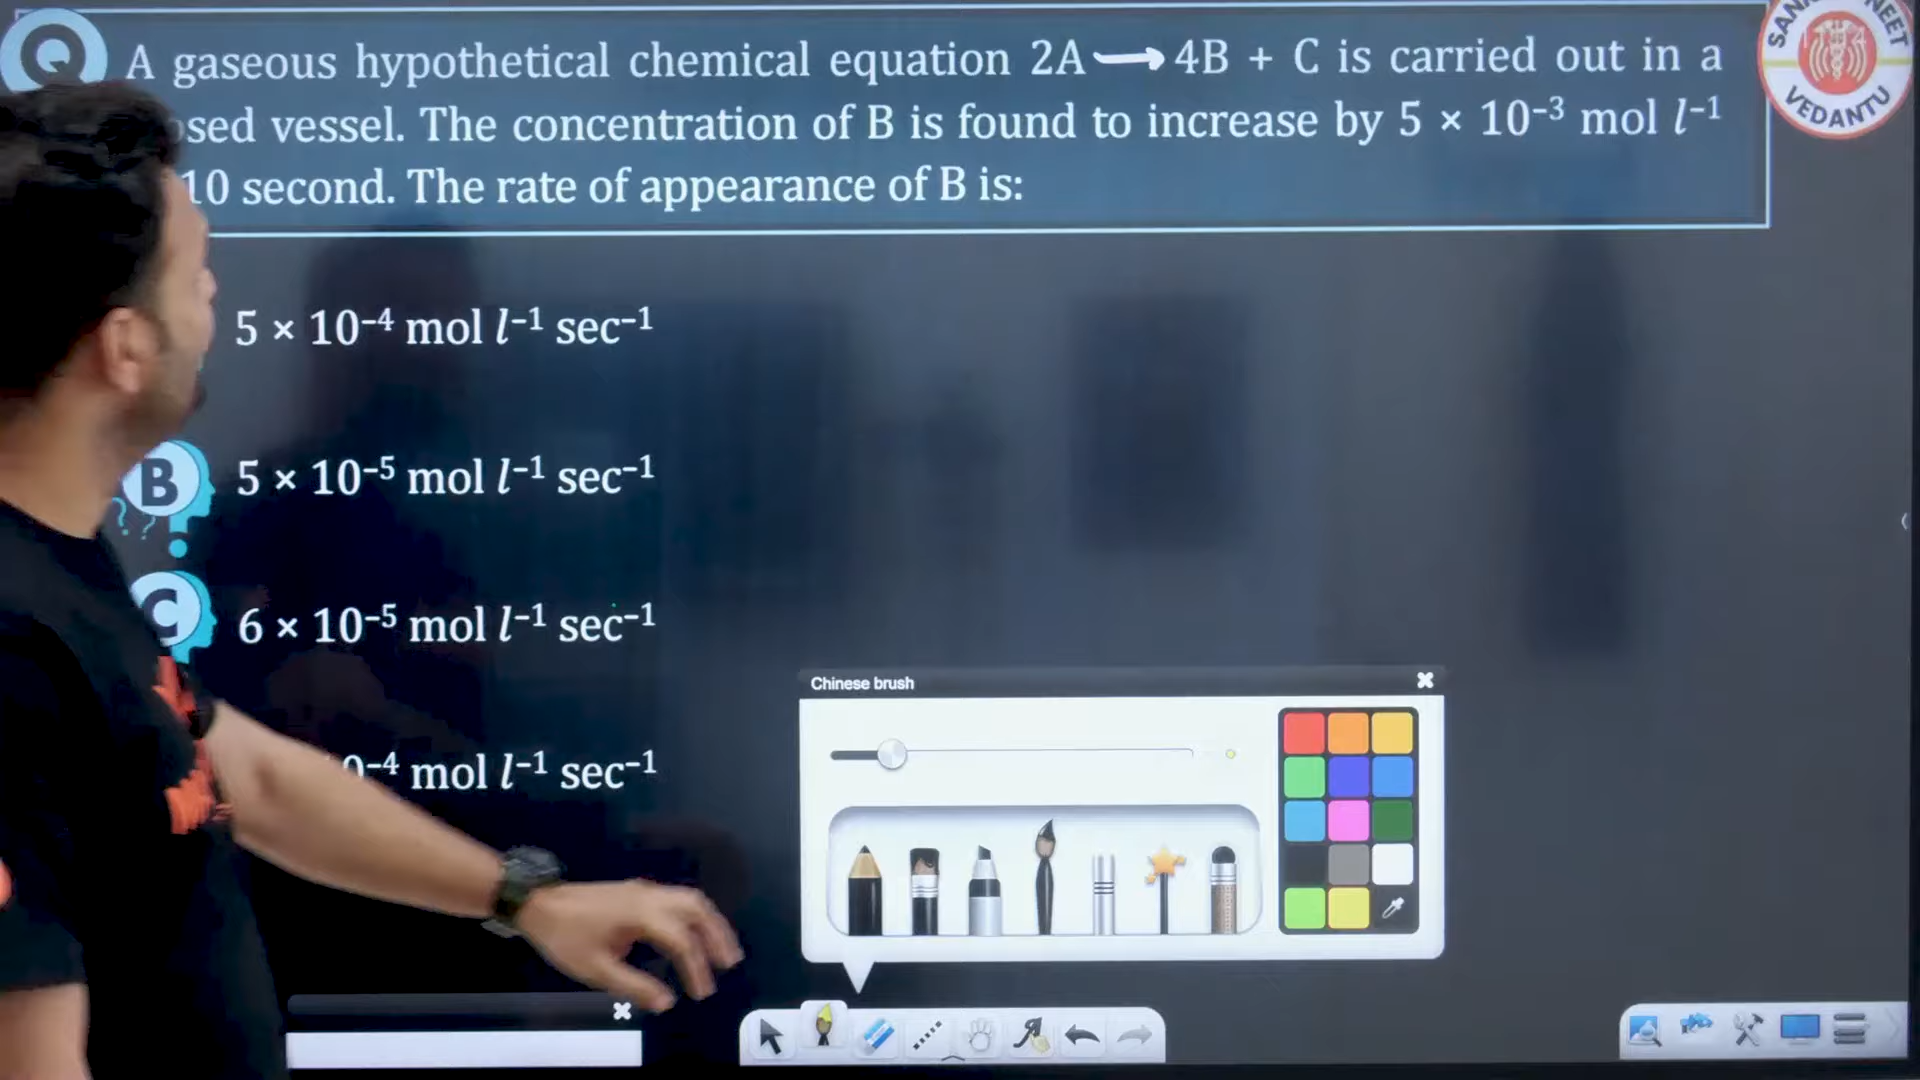 A gaseous hypothetical chemical equation 2A ⟶ 4B + C is carried out in a
sed vessel. The concentration of B is found to increase by 5 × 10⁻³ mol l⁻¹
10 second. The rate of appearance of B is:
SAN NEET
VEDANTU
5 × 10⁻⁴ mol l⁻¹ sec⁻¹
B 5 × 10⁻⁵ mol l⁻¹ sec⁻¹
C 6 × 10⁻⁵ mol l⁻¹ sec⁻¹
0⁻⁴ mol l⁻¹ sec⁻¹
Chinese brush